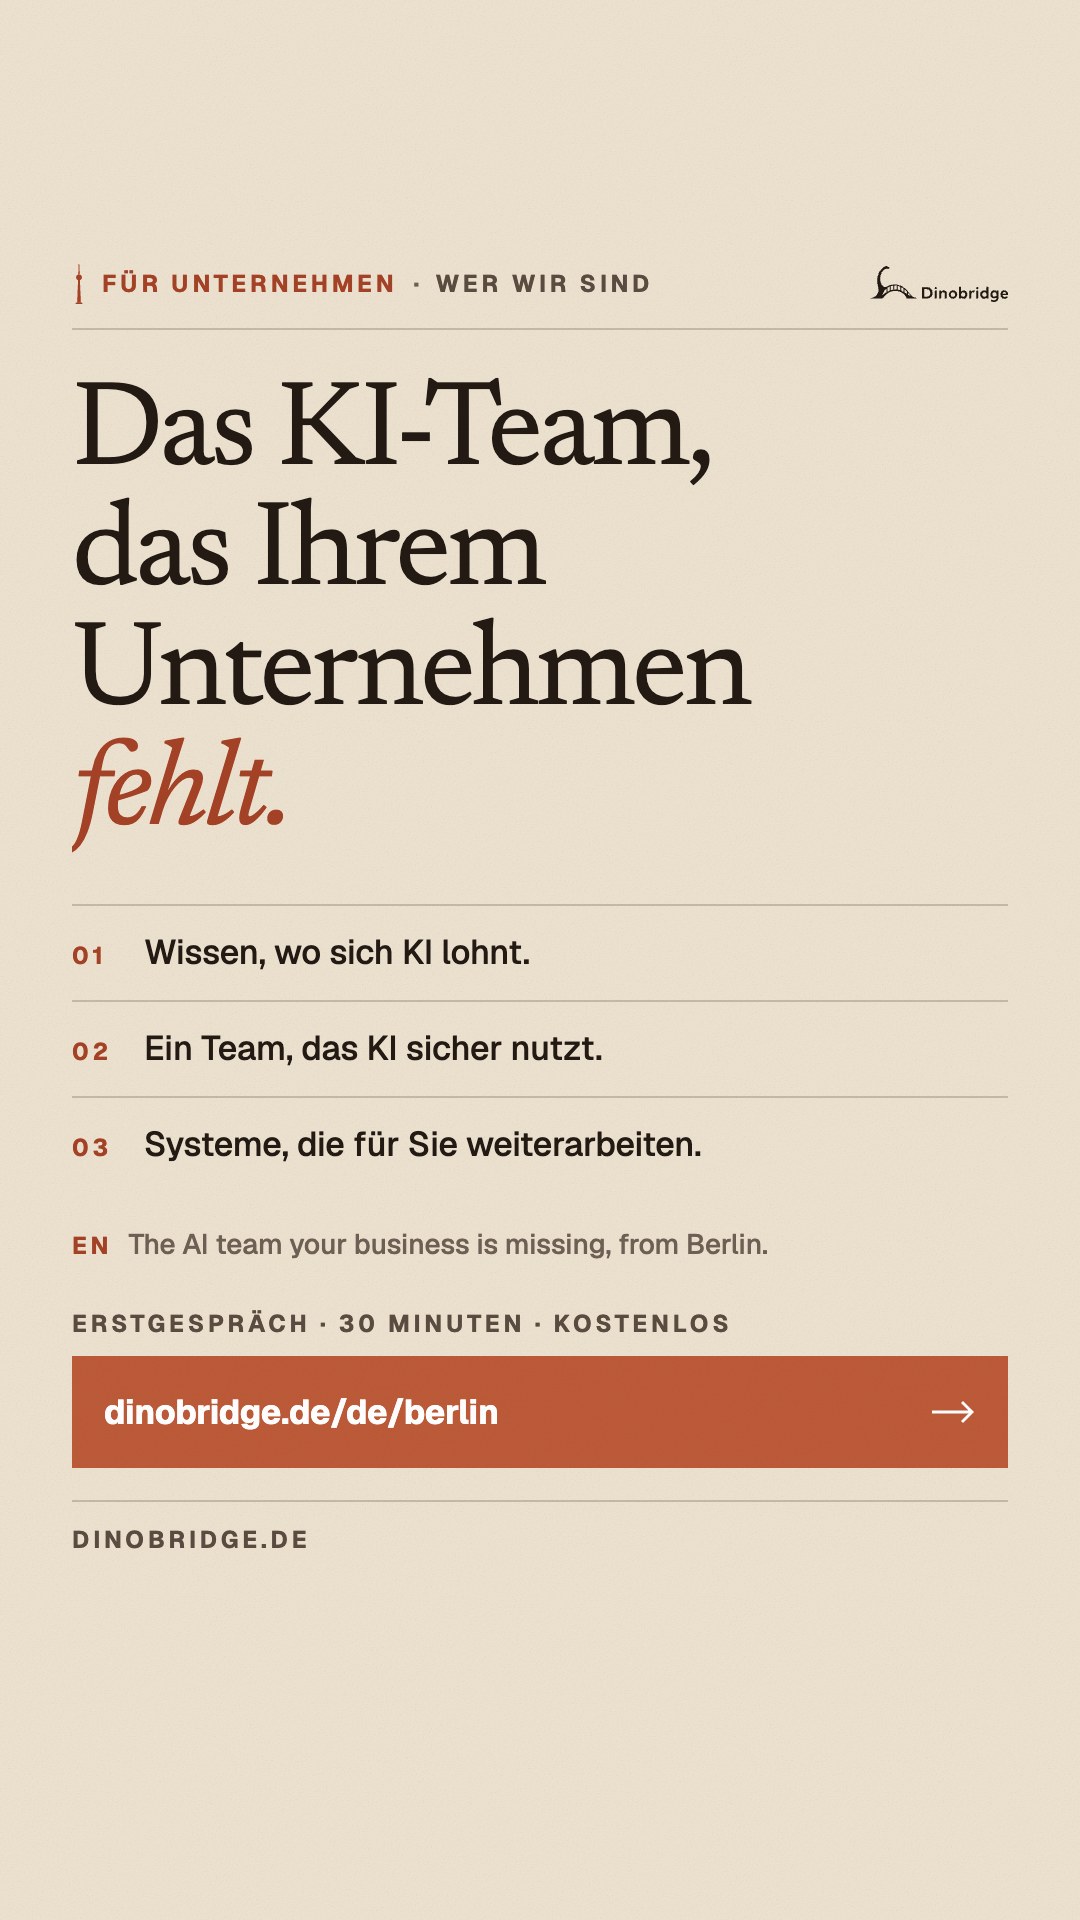 FÜR UNTERNEHMEN · WER WIR SIND
Dinobridge
Das KI-Team,
das Ihrem
Unternehmen
fehlt.
01 Wissen, wo sich KI lohnt.
02 Ein Team, das KI sicher nutzt.
03 Systeme, die für Sie weiterarbeiten.
EN The AI team your business is missing, from Berlin.
ERSTGESPRÄCH · 30 MINUTEN · KOSTENLOS
dinobridge.de/de/berlin →
DINOBRIDGE.DE